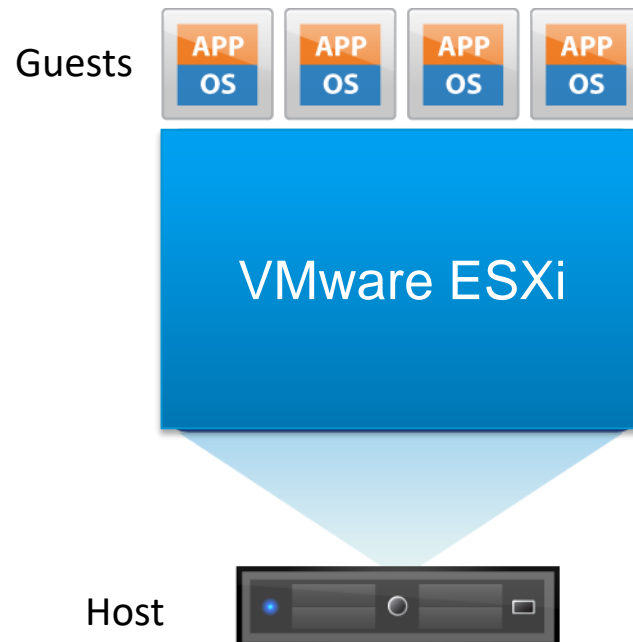 Guests
APP APP APP APP
OS OS OS OS
VMware ESXi
Host